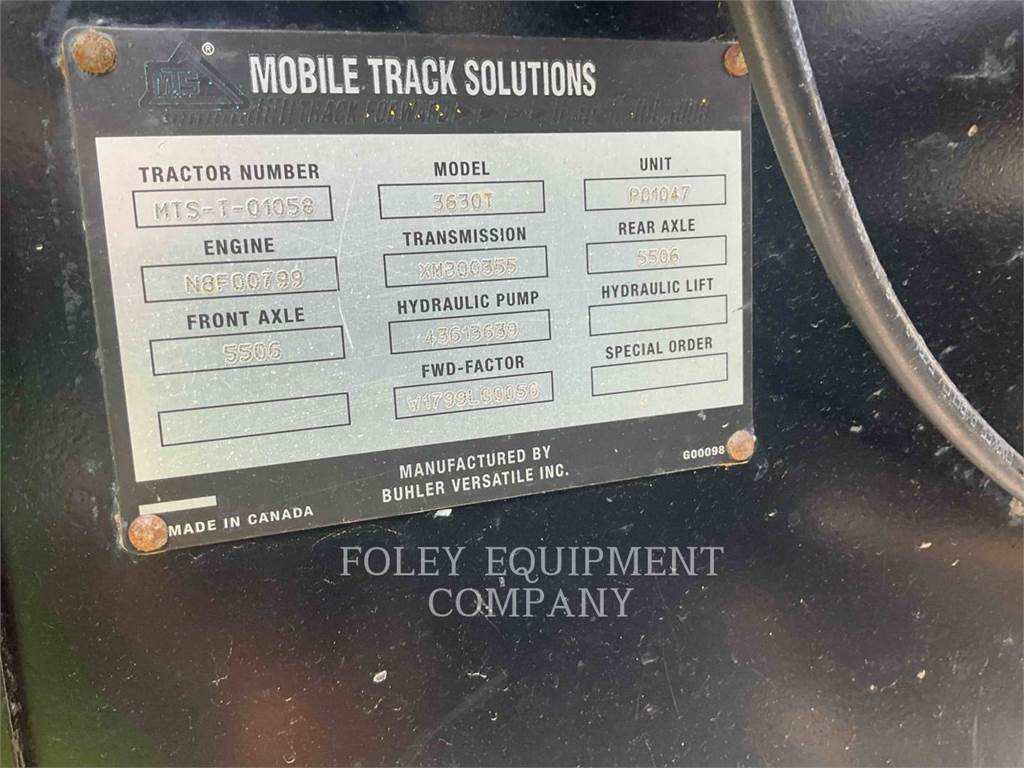 MTS ® MOBILE TRACK SOLUTIONS
TRACK
TRACTOR NUMBER MODEL UNIT
MTS-T-01058 3630T P01047
ENGINE TRANSMISSION REAR AXLE
N8F00799 XM300355 5506
FRONT AXLE HYDRAULIC PUMP HYDRAULIC LIFT
5506 43613639
FWD-FACTOR SPECIAL ORDER
MANUFACTURED BY
BUHLER VERSATILE INC.
G00098
MADE IN CANADA
FOLEY EQUIPMENT
COMPANY